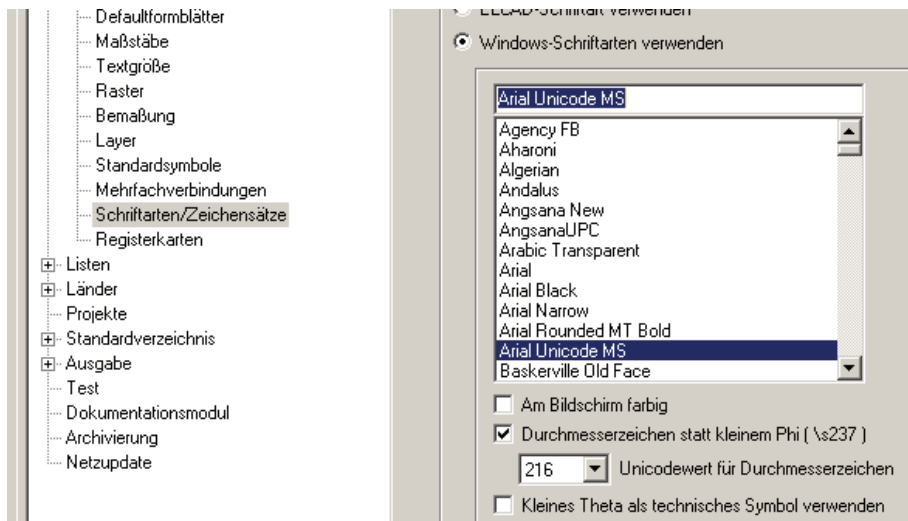 Defaultformblätter
Maßstäbe
Textgröße
Raster
Bemaßung
Layer
Standardsymbole
Mehrfachverbindungen
Schriftarten/Zeichensätze
Registerkarten
Listen
Länder
Projekte
Standardverzeichnis
Ausgabe
Test
Dokumentationsmodul
Archivierung
Netzupdate
ELCAD-Schriftart verwenden
Windows-Schriftarten verwenden
Arial Unicode MS
Agency FB
Aharoni
Algerian
Andalus
Angsana New
AngsanaUPC
Arabic Transparent
Arial
Arial Black
Arial Narrow
Arial Rounded MT Bold
Arial Unicode MS
Baskerville Old Face
Am Bildschirm farbig
Durchmesserzeichen statt kleinem Phi ( \s237 )
216 Unicodewert für Durchmesserzeichen
Kleines Theta als technisches Symbol verwenden